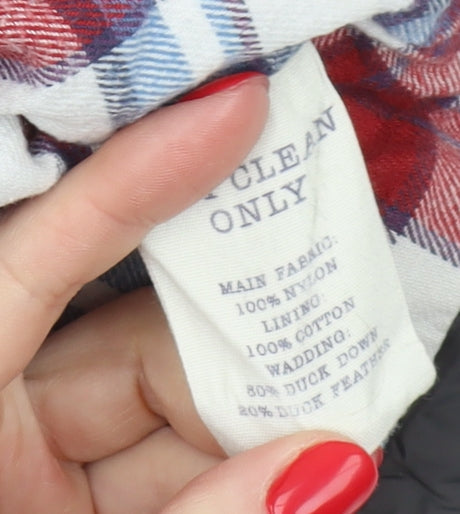 CLEAN
ONLY
MAIN FABRIC:
100% NYLON
LINING:
100% COTTON
WADDING:
80% DUCK DOWN
20% DUCK FEATHER